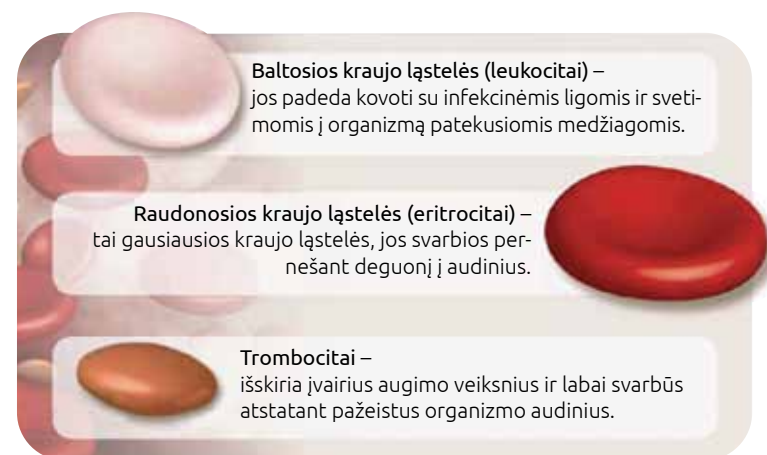 Baltosios kraujo ląstelės (leukocitai) –
jos padeda kovoti su infekcinėmis ligomis ir sveti-
momis į organizmą patekusiomis medžiagomis.
Raudonosios kraujo ląstelės (eritrocitai) –
tai gausiausios kraujo ląstelės, jos svarbios per-
nešant deguonį į audinius.
Trombocitai –
išskiria įvairius augimo veiksnius ir labai svarbūs
atstatant pažeistus organizmo audinius.